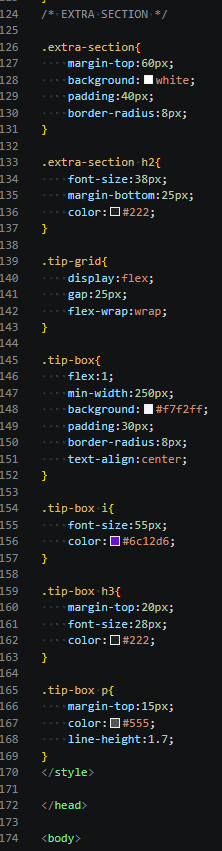 124 /* EXTRA SECTION */
125
126 .extra-section{
127 margin-top:60px;
128 background:white;
129 padding:40px;
130 border-radius:8px;
131 }
132
133 .extra-section h2{
134 font-size:38px;
135 margin-bottom:25px;
136 color:#222;
137 }
138
139 .tip-grid{
140 display:flex;
141 gap:25px;
142 flex-wrap:wrap;
143 }
144
145 .tip-box{
146 flex:1;
147 min-width:250px;
148 background:#f7f2ff;
149 padding:30px;
150 border-radius:8px;
151 text-align:center;
152 }
153
154 .tip-box i{
155 font-size:55px;
156 color:#6c12d6;
157 }
158
159 .tip-box h3{
160 margin-top:20px;
161 font-size:28px;
162 color:#222;
163 }
164
165 .tip-box p{
166 margin-top:15px;
167 color:#555;
168 line-height:1.7;
169 }
170 </style>
171
172 </head>
173
174 <body>